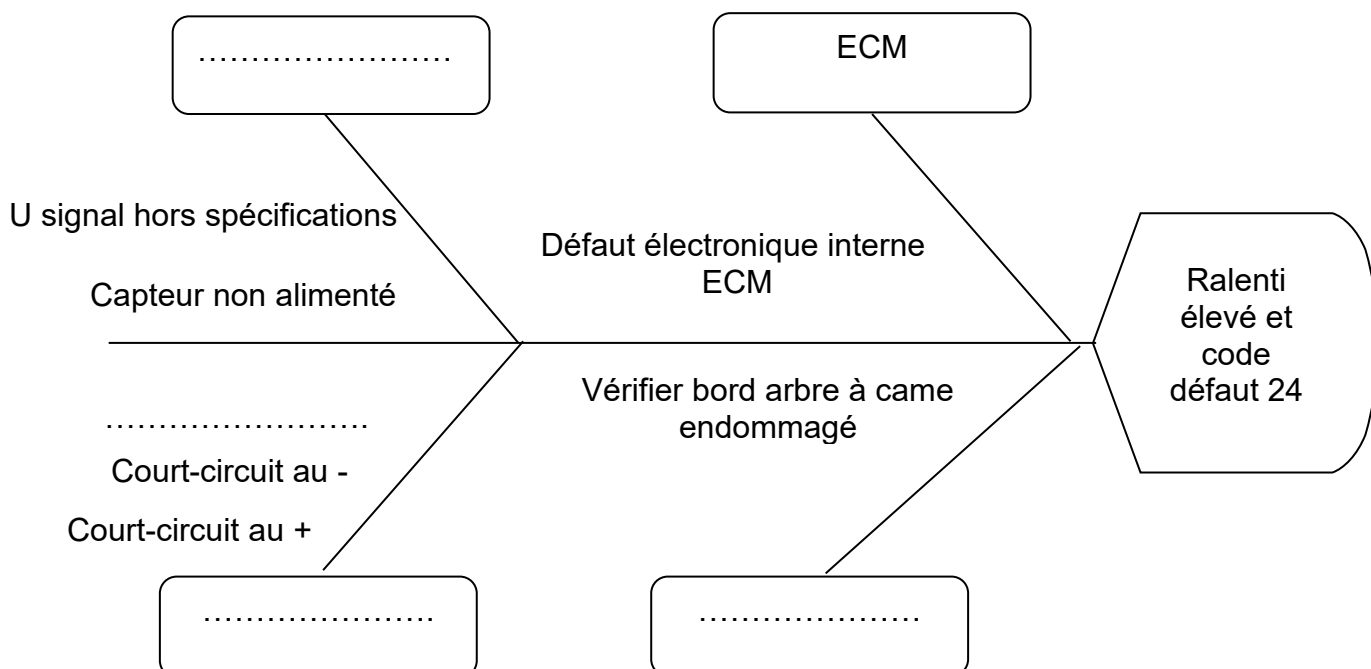 ……………………
ECM
U signal hors spécifications
Capteur non alimenté
Défaut électronique interne
ECM
Ralenti
élevé et
code
défaut 24
Vérifier bord arbre à came
endommagé
…………………….
Court-circuit au -
Court-circuit au +
………………….
…………………